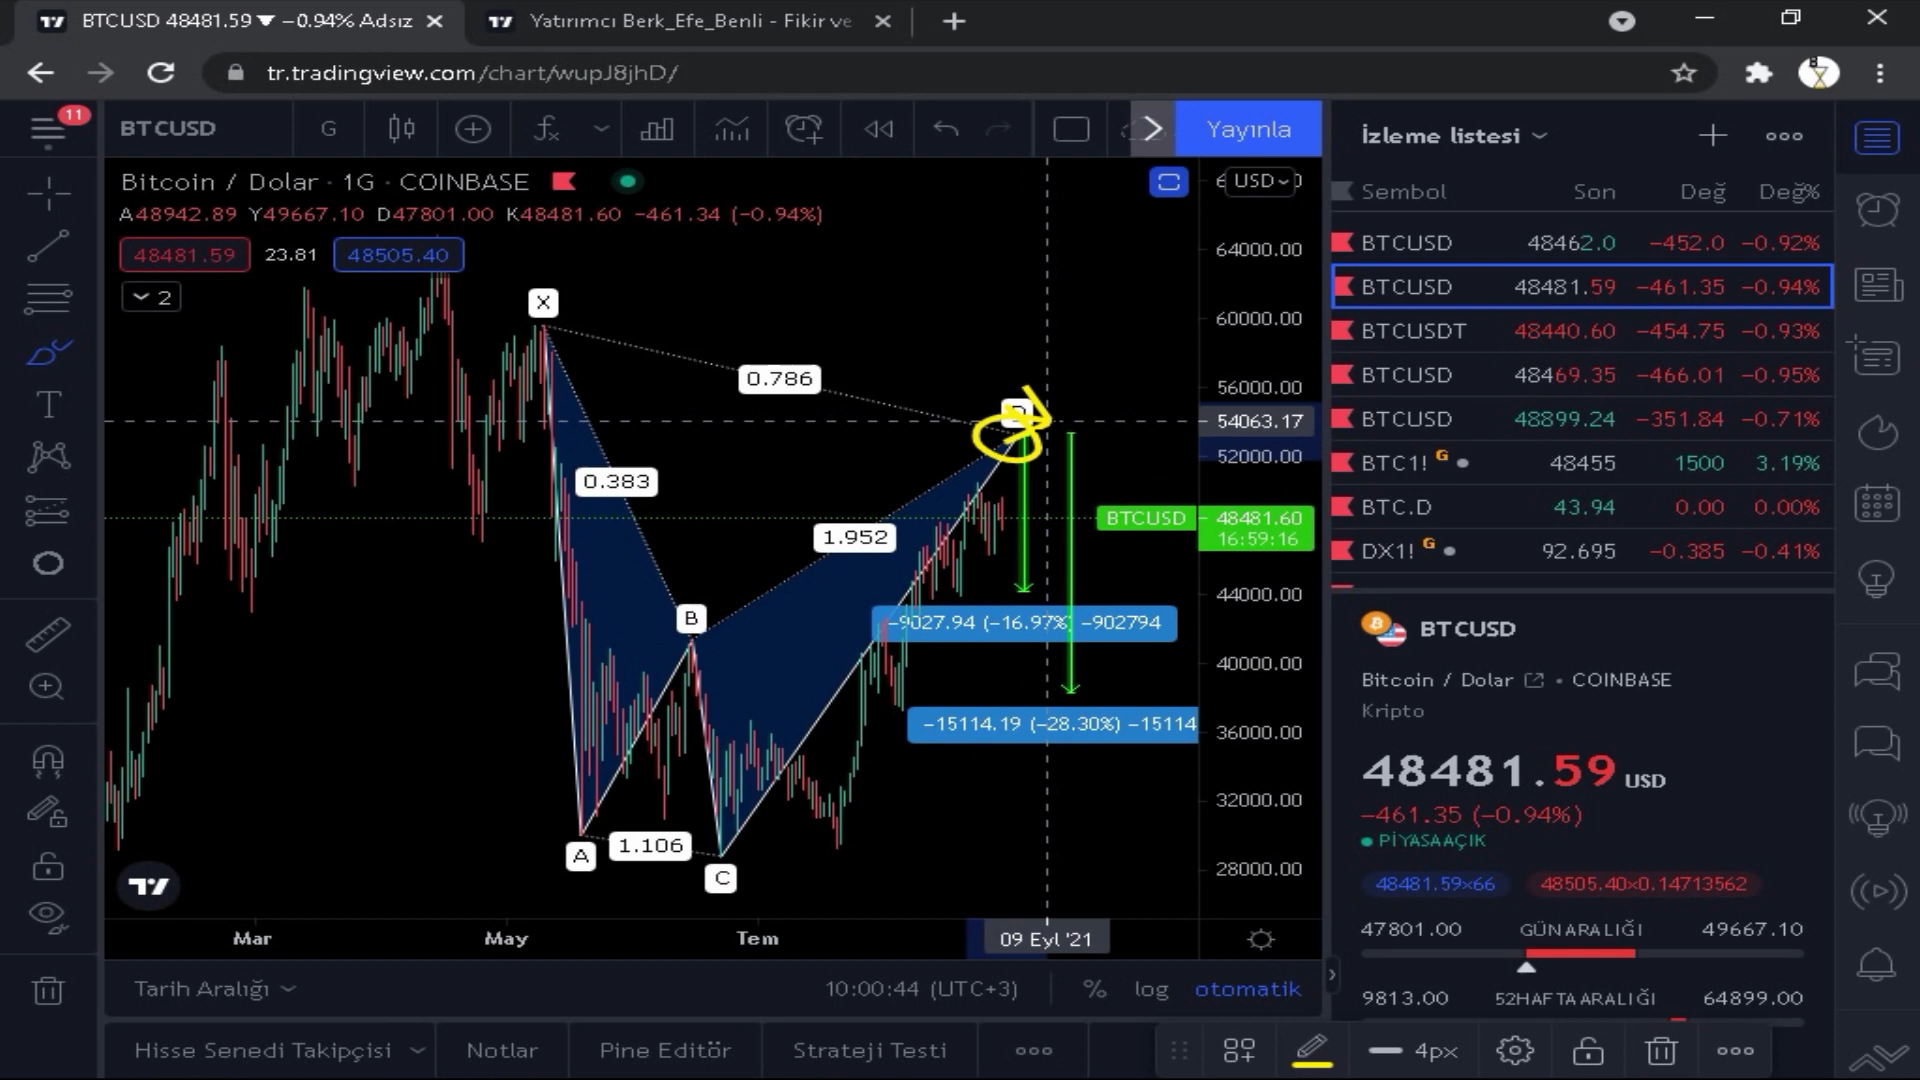 BTCUSD 48481.59 ▼ −0.94% Adsız
Yatırımcı Berk_Efe_Benli - Fikir ve
tr.tradingview.com/chart/wupJ8jhD/
11
BTCUSD
G
Yayınla
Bitcoin / Dolar · 1G · COINBASE
A48942.89 Y49667.10 D47801.00 K48481.60 −461.34 (−0.94%)
48481.59 23.81 48505.40
2
USD
64000.00
60000.00
56000.00
54063.17
52000.00
BTCUSD 48481.60
16:59:16
44000.00
40000.00
36000.00
32000.00
28000.00
X
0.786
D
0.383
1.952
B
−9027.94 (−16.97%) −902794
−15114.19 (−28.30%) −15114
1.106
A
C
Mar
May
Tem
09 Eyl '21
Tarih Aralığı
10:00:44 (UTC+3)
%
log
otomatik
Hisse Senedi Takipçisi
Notlar
Pine Editör
Strateji Testi
4px
İzleme listesi
Sembol Son Değ Değ%
BTCUSD 48462.0 −452.0 −0.92%
BTCUSD 48481.59 −461.35 −0.94%
BTCUSDT 48440.60 −454.75 −0.93%
BTCUSD 48469.35 −466.01 −0.95%
BTCUSD 48899.24 −351.84 −0.71%
BTC1! G 48455 1500 3.19%
BTC.D 43.94 0.00 0.00%
DX1! G 92.695 −0.385 −0.41%
BTCUSD
Bitcoin / Dolar • COINBASE
Kripto
48481.59 USD
−461.35 (−0.94%)
PİYASA AÇIK
48481.59×66 48505.40×0.14713562
47801.00 GÜN ARALIĞI 49667.10
9813.00 52HAFTA ARALIĞI 64899.00